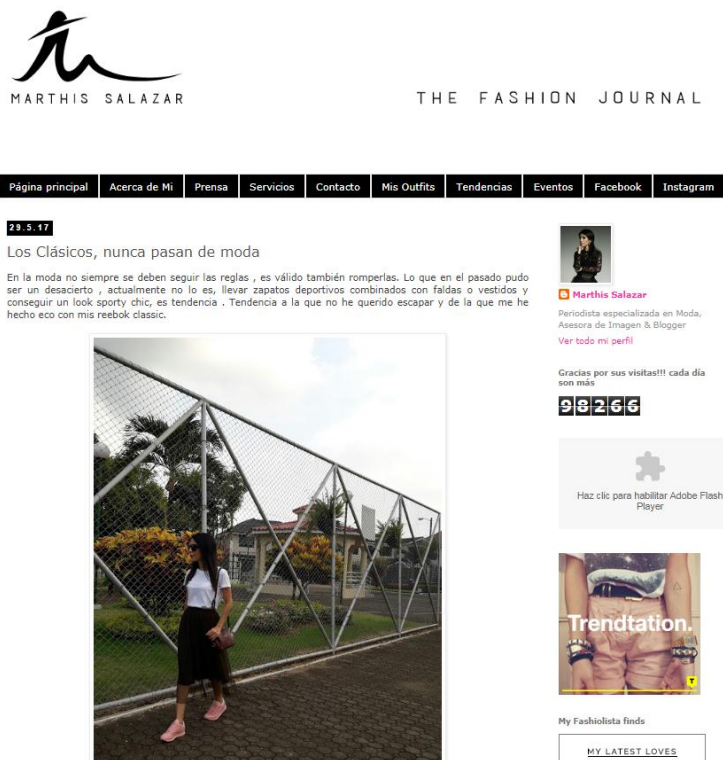 MARTHIS SALAZAR
THE FASHION JOURNAL
Página principal
Acerca de Mi
Prensa
Servicios
Contacto
Mis Outfits
Tendencias
Eventos
Facebook
Instagram
29.5.17
Los Clásicos, nunca pasan de moda
En la moda no siempre se deben seguir las reglas , es válido también romperlas. Lo que en el pasado pudo
ser un desacierto , actualmente no lo es, llevar zapatos deportivos combinados con faldas o vestidos y
conseguir un look sporty chic, es tendencia . Tendencia a la que no he querido escapar y de la que me he
hecho eco con mis reebok classic.
Marthis Salazar
Periodista especializada en Moda,
Asesora de Imagen & Blogger
Ver todo mi perfil
Gracias por sus visitas!!! cada día
son más
98266
Haz clic para habilitar Adobe Flash
Player
Trendtation.
T
My Fashiolista finds
MY LATEST LOVES